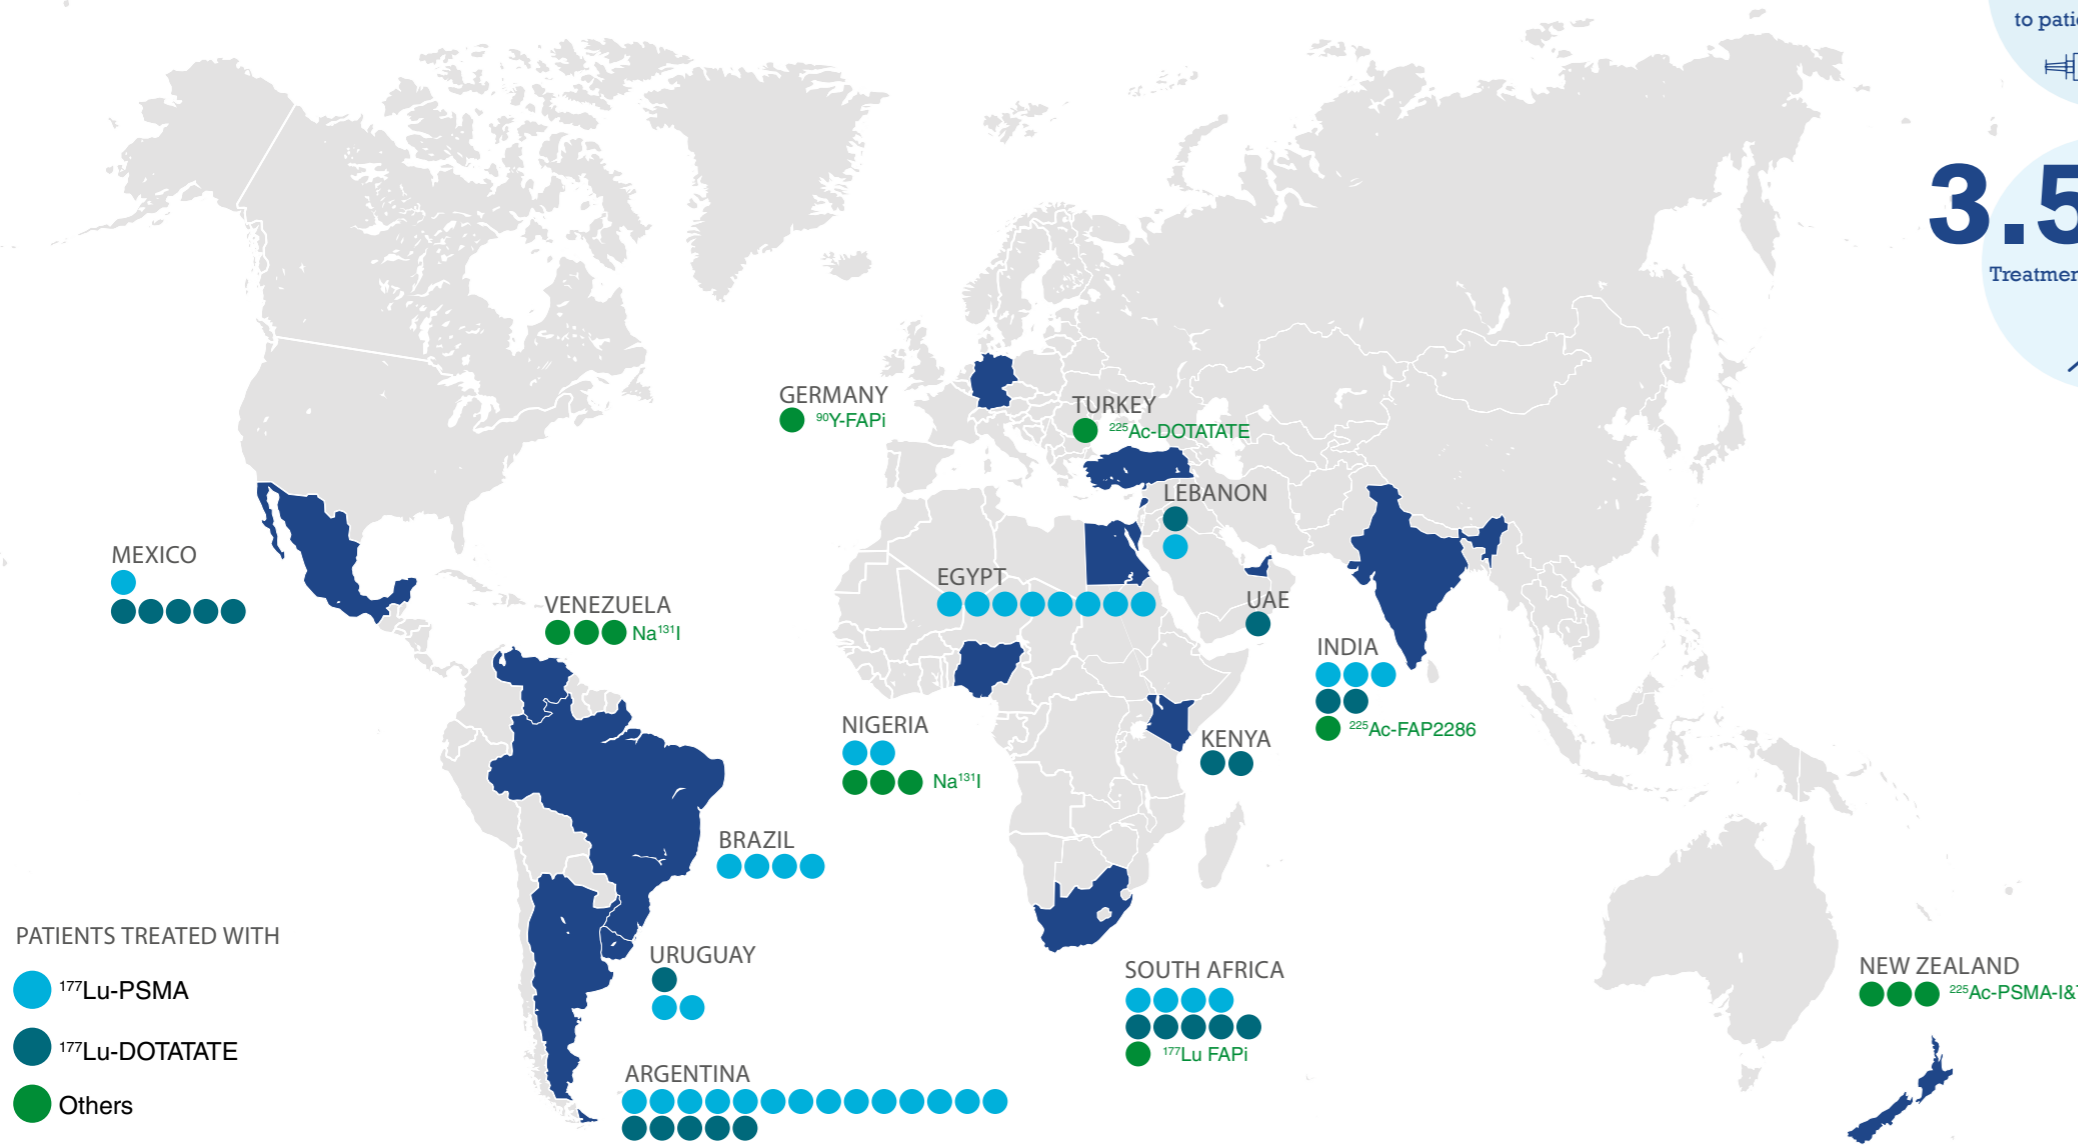 to
3.5
GERMANY
⁹⁰Y-FAPi
TURKEY
²²⁵Ac-DOTATATE
LEBANON
MEXICO
EGYPT
UAE
VENEZUELA
Na¹³¹I
INDIA
²²⁵Ac-FAP2286
NIGERIA
Na¹³¹I
KENYA
BRAZIL
PATIENTS TREATED WITH
¹⁷⁷Lu-PSMA
¹⁷⁷Lu-DOTATATE
Others
URUGUAY
SOUTH AFRICA
¹⁷⁷Lu FAPi
NEW ZEALAND
²²⁵Ac-PSMA-I&
ARGENTINA